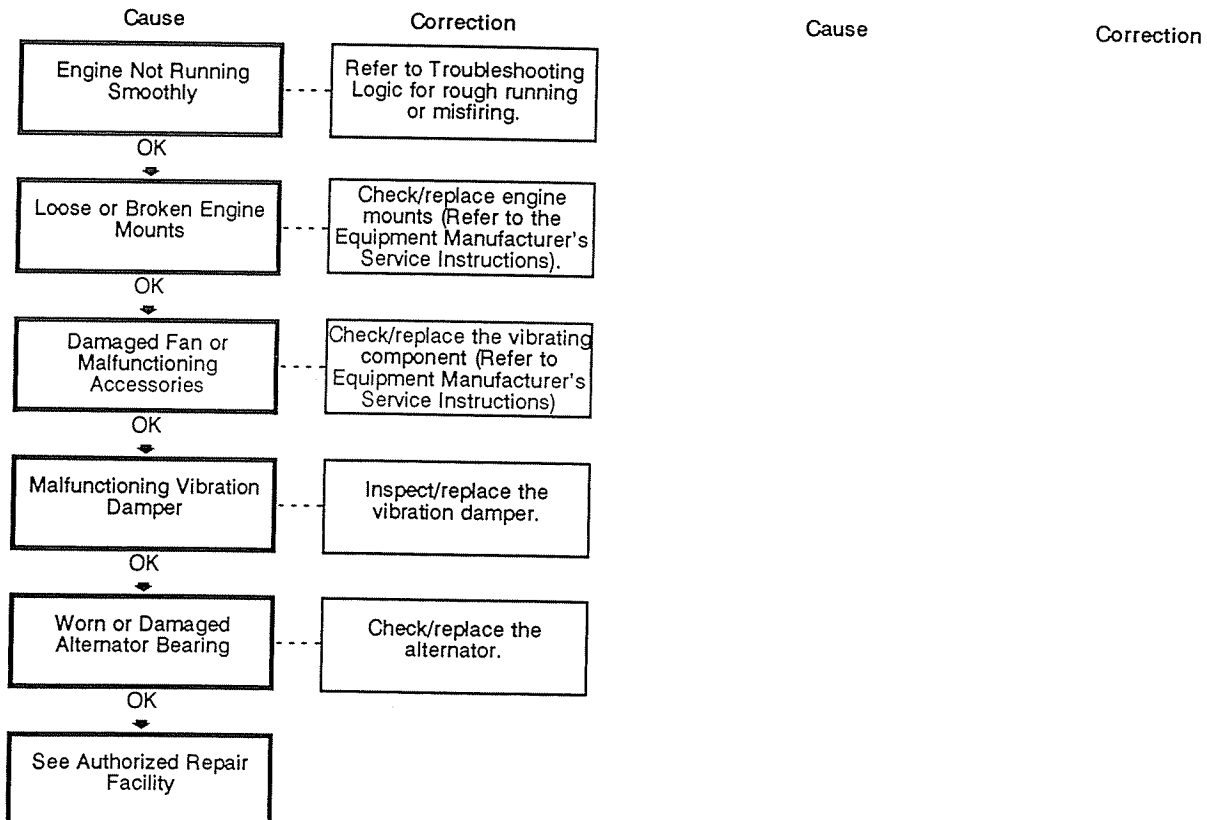 Cause
Correction
Cause
Correction
Engine Not Running
Smoothly
Refer to Troubleshooting
Logic for rough running
or misfiring.
OK
Loose or Broken Engine
Mounts
Check/replace engine
mounts (Refer to the
Equipment Manufacturer's
Service Instructions).
OK
Damaged Fan or
Malfunctioning
Accessories
Check/replace the vibrating
component (Refer to
Equipment Manufacturer's
Service Instructions)
OK
Malfunctioning Vibration
Damper
Inspect/replace the
vibration damper.
OK
Worn or Damaged
Alternator Bearing
Check/replace the
alternator.
OK
See Authorized Repair
Facility